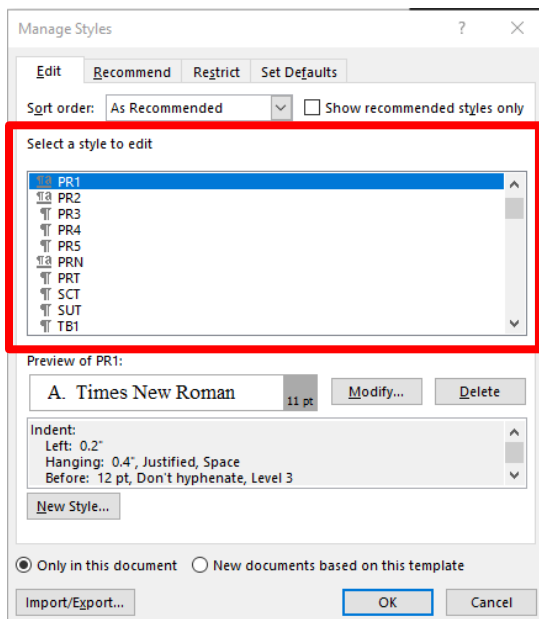 Manage Styles ?
Edit Recommend Restrict Set Defaults
Sort order: As Recommended Show recommended styles only
Select a style to edit
¶a PR1
¶a PR2
¶ PR3
¶ PR4
¶ PR5
¶a PRN
¶ PRT
¶ SCT
¶ SUT
¶ TB1
Preview of PR1:
A. Times New Roman 11 pt Modify... Delete
Indent:
Left: 0.2"
Hanging: 0.4", Justified, Space
Before: 12 pt, Don't hyphenate, Level 3
New Style...
Only in this document New documents based on this template
Import/Export... OK Cancel